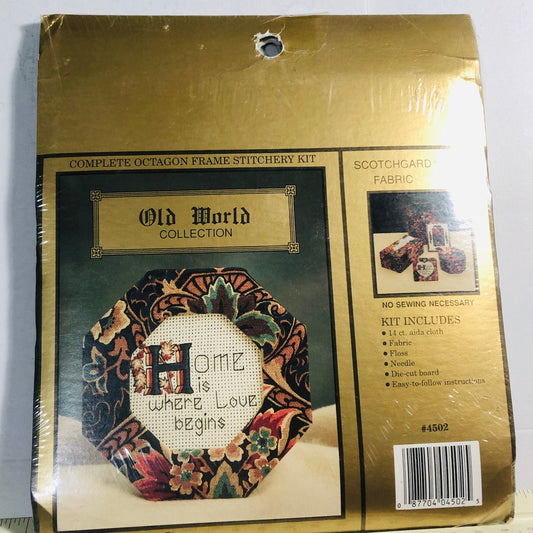 COMPLETE OCTAGON FRAME STITCHERY KIT
Old World
COLLECTION
Home
is
where Love
begins
SCOTCHGARD
FABRIC
NO SEWING NECESSARY
KIT INCLUDES
• 14 ct. aida cloth
• Fabric
• Floss
• Needle
• Die-cut board
• Easy-to-follow instructions
#4502
0 87704 04502 5